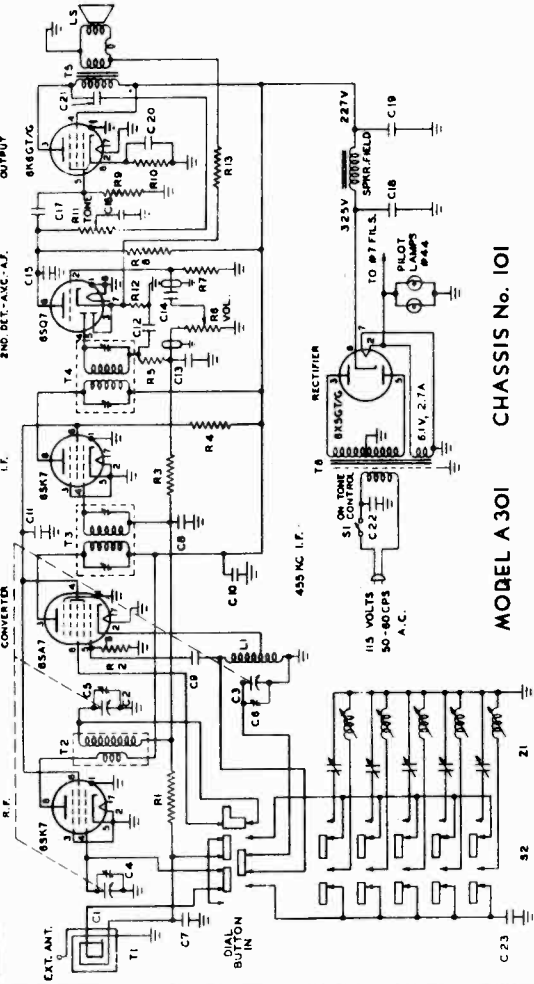 R.F.
CONVERTER
I.F.
2ND. DET.-A.V.C.-A.F.
OUTPUT
EXT. ANT.
6SK7
6SA7
6SK7
6SQ7
6K6GT/G
C1
T1
C4
T2
C5
C2
C11
T3
T4
C15
C17
R11
TONE
C16
R9
R10
C20
C21
T5
L.S.
C7
R1
R2
C9
C3
C6
L1
C8
C10
R3
R4
R5
C12
R12
C13
C14
R6
VOL.
R7
R8
R13
DIAL
BUTTON
IN
455 KC I.F.
RECTIFIER
6X5GT/G
T6
ON TONE
S1 CONTROL
C22
115 VOLTS
50-60 CPS
A.C.
6.1V, 2.7A
TO #7 FILS.
PILOT
LAMPS
#44
325V
SPKR. FIELD
227V
C18
C19
C23
S2
Z1
MODEL A301 CHASSIS No. 101